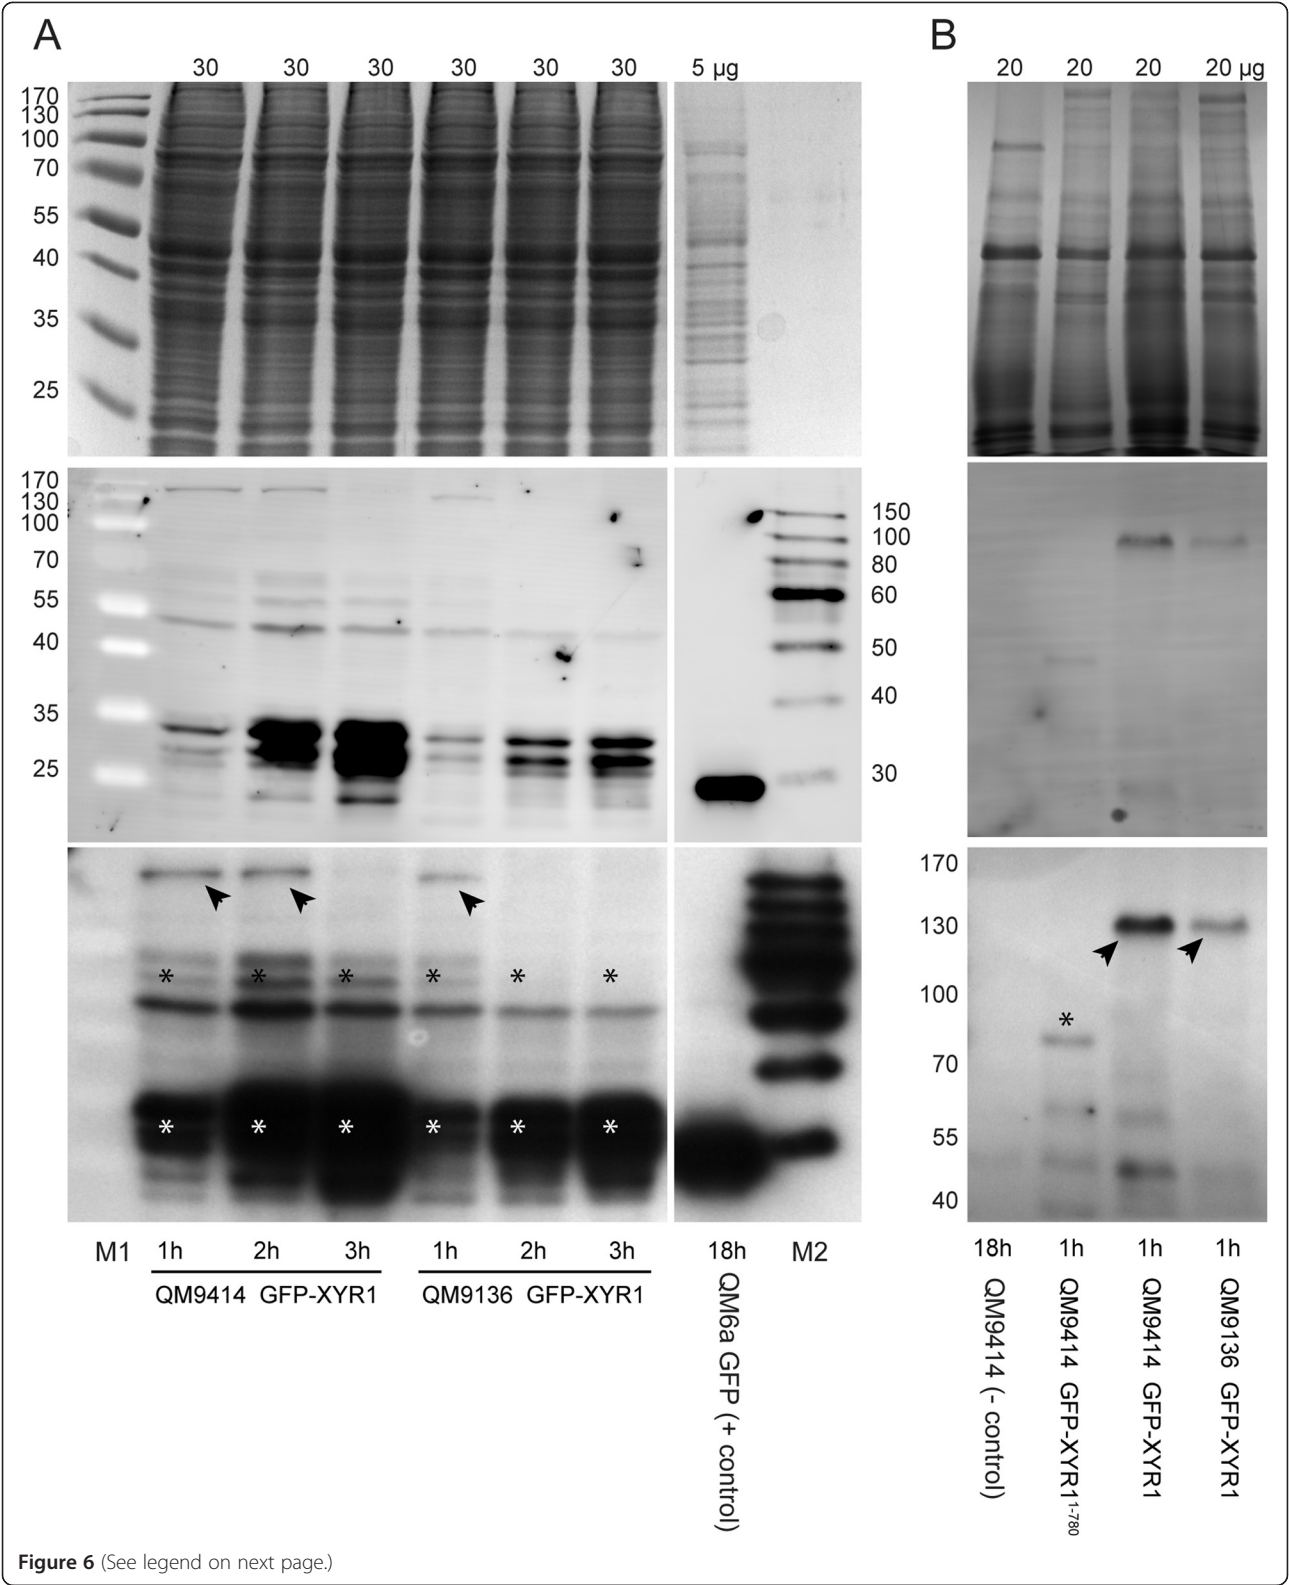 A
B
30 30 30 30 30 30 5 µg
20 20 20 20 µg
170
130
100
70
55
40
35
25
170
130
100
70
55
40
35
25
150
100
80
60
50
40
30
* * * * * *
* * * * * *
170
130
100
*
70
55
40
M1 1h 2h 3h 1h 2h 3h 18h M2
QM9414 GFP-XYR1 QM9136 GFP-XYR1
QM6a GFP (+ control)
18h 1h 1h 1h
QM9414 (- control)
QM9414 GFP-XYR1¹⁻⁷⁸⁰
QM9414 GFP-XYR1
QM9136 GFP-XYR1
Figure 6 (See legend on next page.)